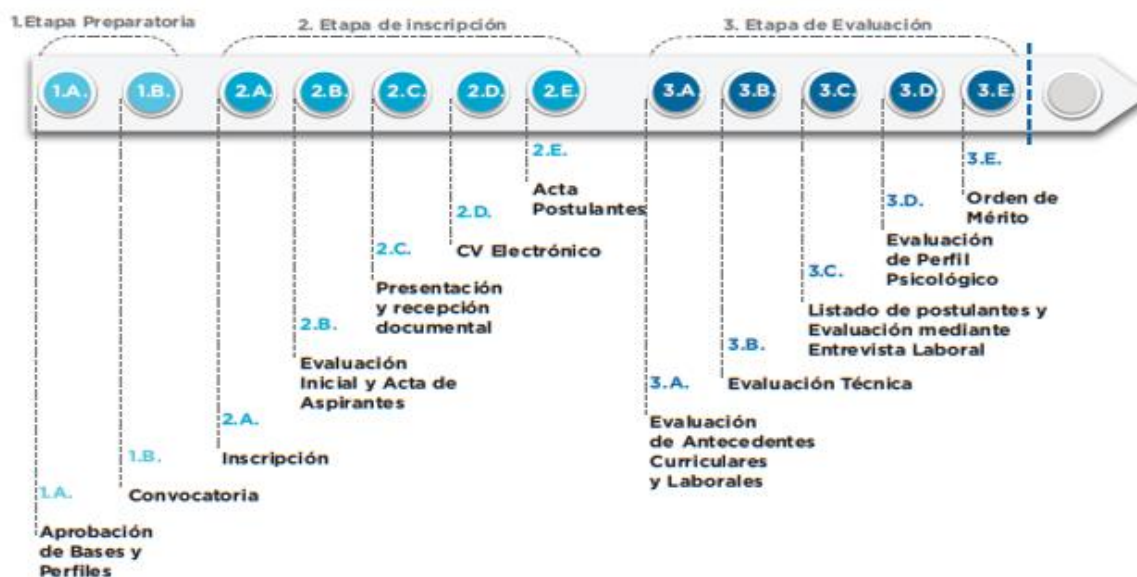 1.Etapa Preparatoria
2. Etapa de inscripción
3. Etapa de Evaluación
1.A.
1.B.
2.A.
2.B.
2.C.
2.D.
2.E.
3.A
3.B.
3.C.
3.D
3.E.
1.A.
Aprobación
de Bases y
Perfiles
1.B.
Convocatoria
2.A.
Inscripción
2.B.
Evaluación
Inicial y Acta de
Aspirantes
2.C.
Presentación
y recepción
documental
2.D.
CV Electrónico
2.E.
Acta
Postulantes
3.A.
Evaluación
de Antecedentes
Curriculares
y Laborales
3.B.
Evaluación Técnica
3.C.
Listado de postulantes y
Evaluación mediante
Entrevista Laboral
3.D.
Evaluación
de Perfil
Psicológico
3.E.
Orden de
Mérito